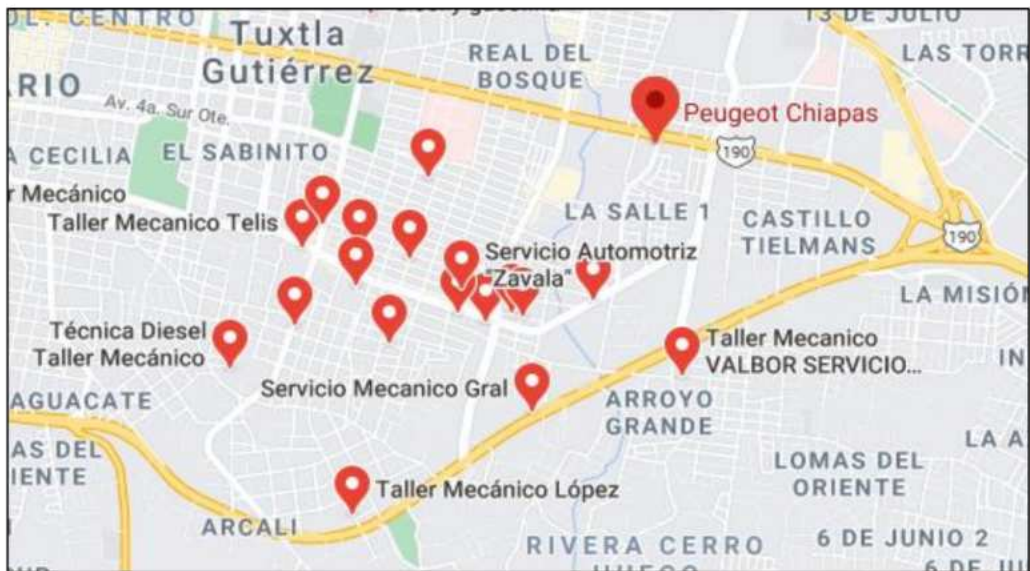 OL. CENTRO
Tuxtla
Gutiérrez
REAL DEL
BOSQUE
13 DE JULIO
LAS TORR
ARIO
Av. 4a. Sur Ote.
Peugeot Chiapas
190
A CECILIA
EL SABINITO
r Mecánico
Taller Mecanico Telis
LA SALLE 1
CASTILLO
TIELMANS
190
Servicio Automotriz
"Zavala"
LA MISIÓN
Técnica Diesel
Taller Mecánico
Taller Mecanico
VALBOR SERVICIO...
IN
Servicio Mecanico Gral
AGUACATE
ARROYO
GRANDE
AS DEL
IENTE
LA A
LOMAS DEL
ORIENTE
Taller Mecánico López
ARCALI
RIVERA CERRO
6 DE JUNIO 2